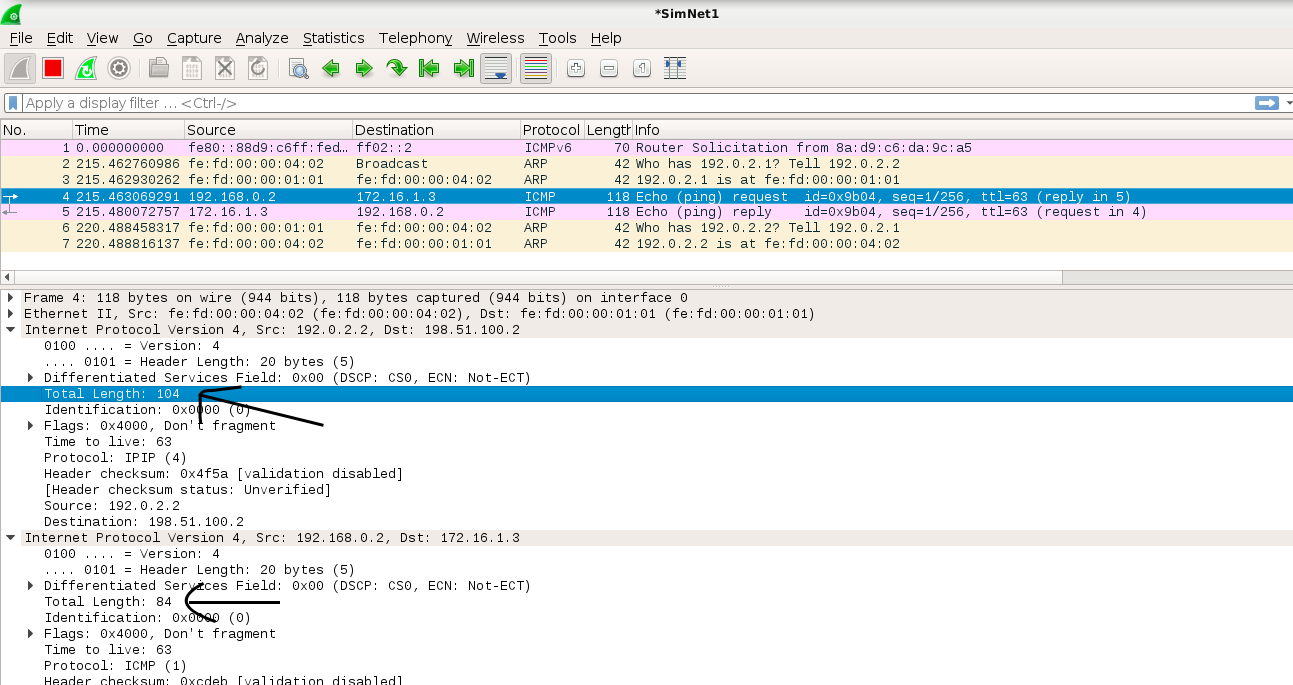 *SimNet1
File Edit View Go Capture Analyze Statistics Telephony Wireless Tools Help
Apply a display filter … <Ctrl-/>
No. Time Source Destination Protocol Length Info
1 0.000000000 fe80::88d9:c6ff:fed… ff02::2 ICMPv6 70 Router Solicitation from 8a:d9:c6:da:9c:a5
2 215.462760986 fe:fd:00:00:04:02 Broadcast ARP 42 Who has 192.0.2.1? Tell 192.0.2.2
3 215.462930262 fe:fd:00:00:01:01 fe:fd:00:00:04:02 ARP 42 192.0.2.1 is at fe:fd:00:00:01:01
4 215.463069291 192.168.0.2 172.16.1.3 ICMP 118 Echo (ping) request id=0x9b04, seq=1/256, ttl=63 (reply in 5)
5 215.480072757 172.16.1.3 192.168.0.2 ICMP 118 Echo (ping) reply id=0x9b04, seq=1/256, ttl=63 (request in 4)
6 220.488458317 fe:fd:00:00:01:01 fe:fd:00:00:04:02 ARP 42 Who has 192.0.2.2? Tell 192.0.2.1
7 220.488816137 fe:fd:00:00:04:02 fe:fd:00:00:01:01 ARP 42 192.0.2.2 is at fe:fd:00:00:04:02
Frame 4: 118 bytes on wire (944 bits), 118 bytes captured (944 bits) on interface 0
Ethernet II, Src: fe:fd:00:00:04:02 (fe:fd:00:00:04:02), Dst: fe:fd:00:00:01:01 (fe:fd:00:00:01:01)
Internet Protocol Version 4, Src: 192.0.2.2, Dst: 198.51.100.2
0100 .... = Version: 4
.... 0101 = Header Length: 20 bytes (5)
Differentiated Services Field: 0x00 (DSCP: CS0, ECN: Not-ECT)
Total Length: 104
Identification: 0x0000 (0)
Flags: 0x4000, Don't fragment
Time to live: 63
Protocol: IPIP (4)
Header checksum: 0x4f5a [validation disabled]
[Header checksum status: Unverified]
Source: 192.0.2.2
Destination: 198.51.100.2
Internet Protocol Version 4, Src: 192.168.0.2, Dst: 172.16.1.3
0100 .... = Version: 4
.... 0101 = Header Length: 20 bytes (5)
Differentiated Services Field: 0x00 (DSCP: CS0, ECN: Not-ECT)
Total Length: 84
Identification: 0x0000 (0)
Flags: 0x4000, Don't fragment
Time to live: 63
Protocol: ICMP (1)
Header checksum: 0xcdeb [validation disabled]